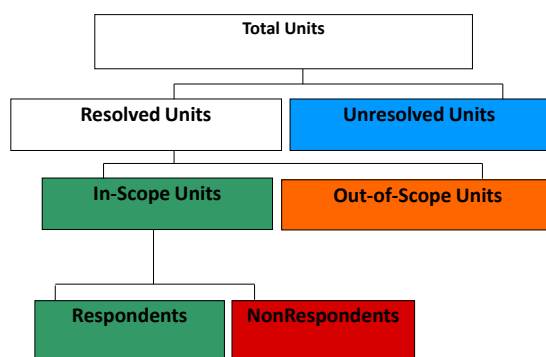 Total Units
Resolved Units
Unresolved Units
In-Scope Units
Out-of-Scope Units
Respondents
NonRespondents